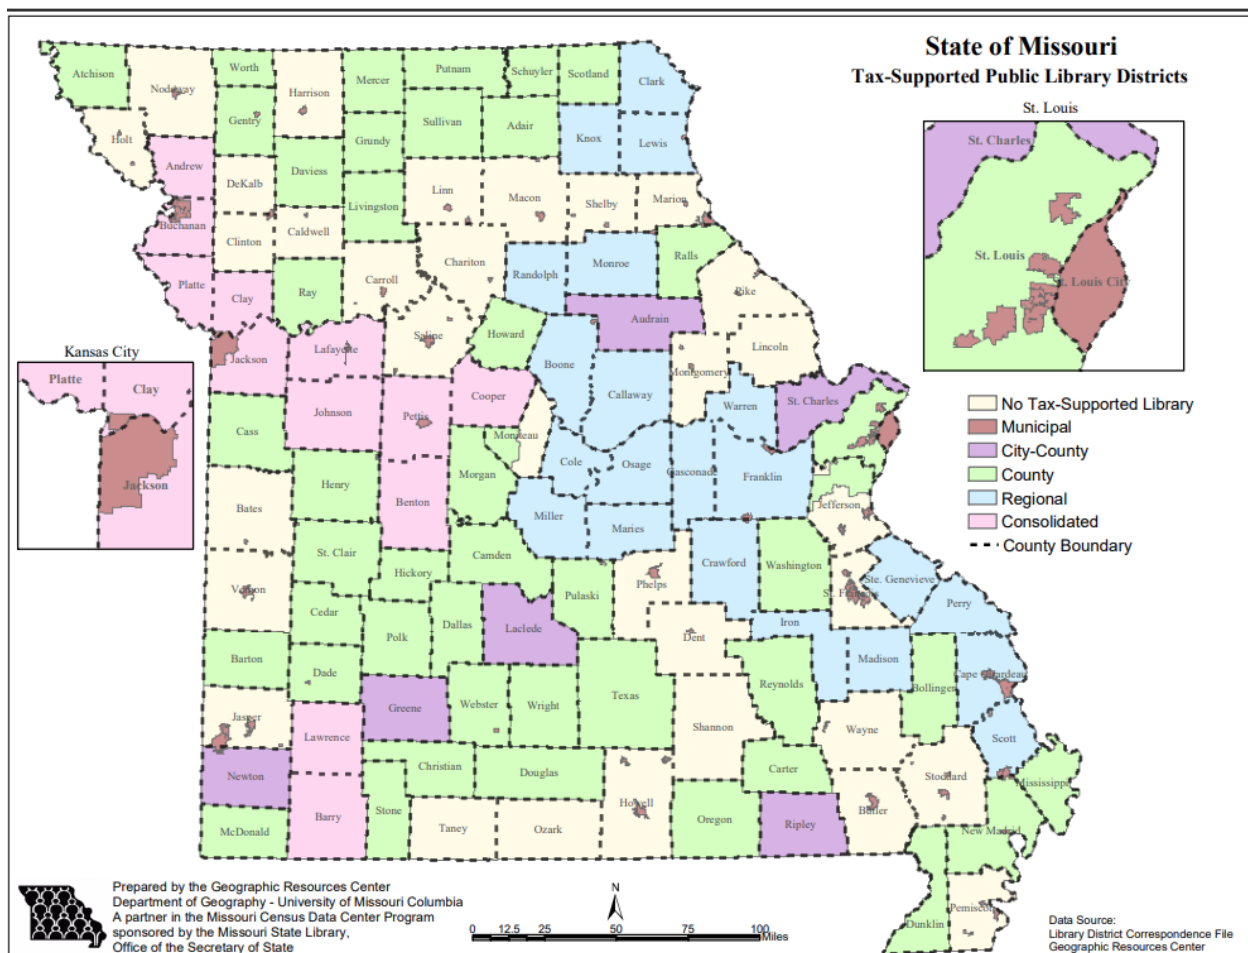 State of Missouri
Tax-Supported Public Library Districts
St. Louis
St. Charles
St. Louis
St. Louis City
Kansas City
Platte
Clay
Jackson
No Tax-Supported Library
Municipal
City-County
County
Regional
Consolidated
County Boundary
Atchison
Nodaway
Worth
Harrison
Mercer
Putnam
Schuyler
Scotland
Clark
Holt
Gentry
Sullivan
Adair
Knox
Lewis
Grundy
Andrew
DeKalb
Daviess
Livingston
Linn
Macon
Shelby
Marion
Buchanan
Clinton
Caldwell
Carroll
Chariton
Randolph
Monroe
Ralls
Pike
Platte
Clay
Ray
Saline
Howard
Audrain
Lincoln
Jackson
Lafayette
Boone
Callaway
Montgomery
Warren
St. Charles
Cass
Johnson
Pettis
Cooper
Moniteau
Cole
Osage
Gasconade
Franklin
Henry
Benton
Morgan
Miller
Maries
Jefferson
Bates
St. Clair
Hickory
Camden
Pulaski
Phelps
Crawford
Washington
Ste. Genevieve
St. Francois
Perry
Vernon
Cedar
Polk
Dallas
Laclede
Dent
Iron
Madison
Bollinger
Cape Girardeau
Barton
Dade
Greene
Webster
Wright
Texas
Reynolds
Shannon
Wayne
Scott
Jasper
Lawrence
Christian
Douglas
Carter
Stoddard
Mississippi
Newton
Barry
Stone
Taney
Ozark
Howell
Oregon
Ripley
Butler
New Madrid
McDonald
Dunklin
Pemiscot
Prepared by the Geographic Resources Center
Department of Geography - University of Missouri Columbia
A partner in the Missouri Census Data Center Program
sponsored by the Missouri State Library,
Office of the Secretary of State
N
0 12.5 25 50 75 100
Miles
Data Source:
Library District Correspondence File
Geographic Resources Center